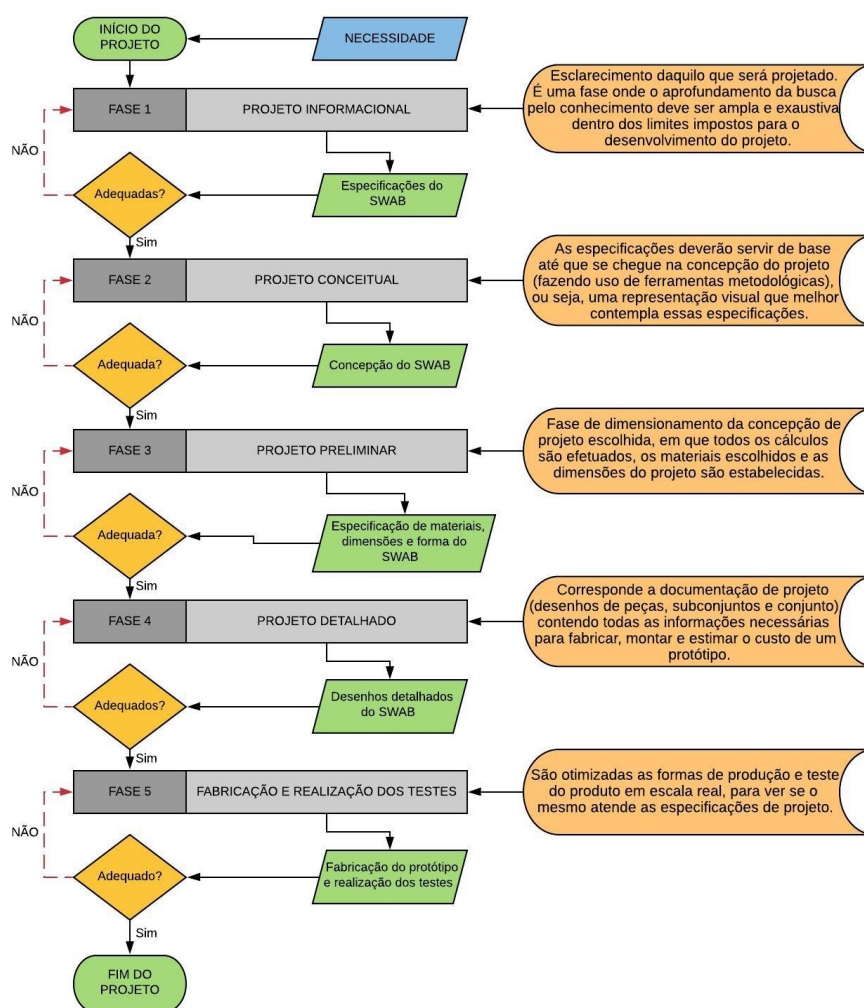 INÍCIO DO
PROJETO
NECESSIDADE
Esclarecimento daquilo que será projetado.
É uma fase onde o aprofundamento da busca
pelo conhecimento deve ser ampla e exaustiva
dentro dos limites impostos para o
desenvolvimento do projeto.
FASE 1
PROJETO INFORMACIONAL
NÃO
Adequadas?
Especificações do
SWAB
Sim
As especificações deverão servir de base
até que se chegue na concepção do projeto
(fazendo uso de ferramentas metodológicas),
ou seja, uma representação visual que melhor
contempla essas especificações.
FASE 2
PROJETO CONCEITUAL
NÃO
Adequada?
Concepção do SWAB
Sim
Fase de dimensionamento da concepção de
projeto escolhida, em que todos os cálculos
são efetuados, os materiais escolhidos e as
dimensões do projeto são estabelecidas.
FASE 3
PROJETO PRELIMINAR
NÃO
Adequada?
Especificação de materiais,
dimensões e forma do
SWAB
Sim
Corresponde a documentação de projeto
(desenhos de peças, subconjuntos e conjunto)
contendo todas as informações necessárias
para fabricar, montar e estimar o custo de um
protótipo.
FASE 4
PROJETO DETALHADO
NÃO
Adequados?
Desenhos detalhados
do SWAB
Sim
São otimizadas as formas de produção e teste
do produto em escala real, para ver se o
mesmo atende as especificações de projeto.
FASE 5
FABRICAÇÃO E REALIZAÇÃO DOS TESTES
NÃO
Adequado?
Fabricação do protótipo
e realização dos testes
Sim
FIM DO
PROJETO